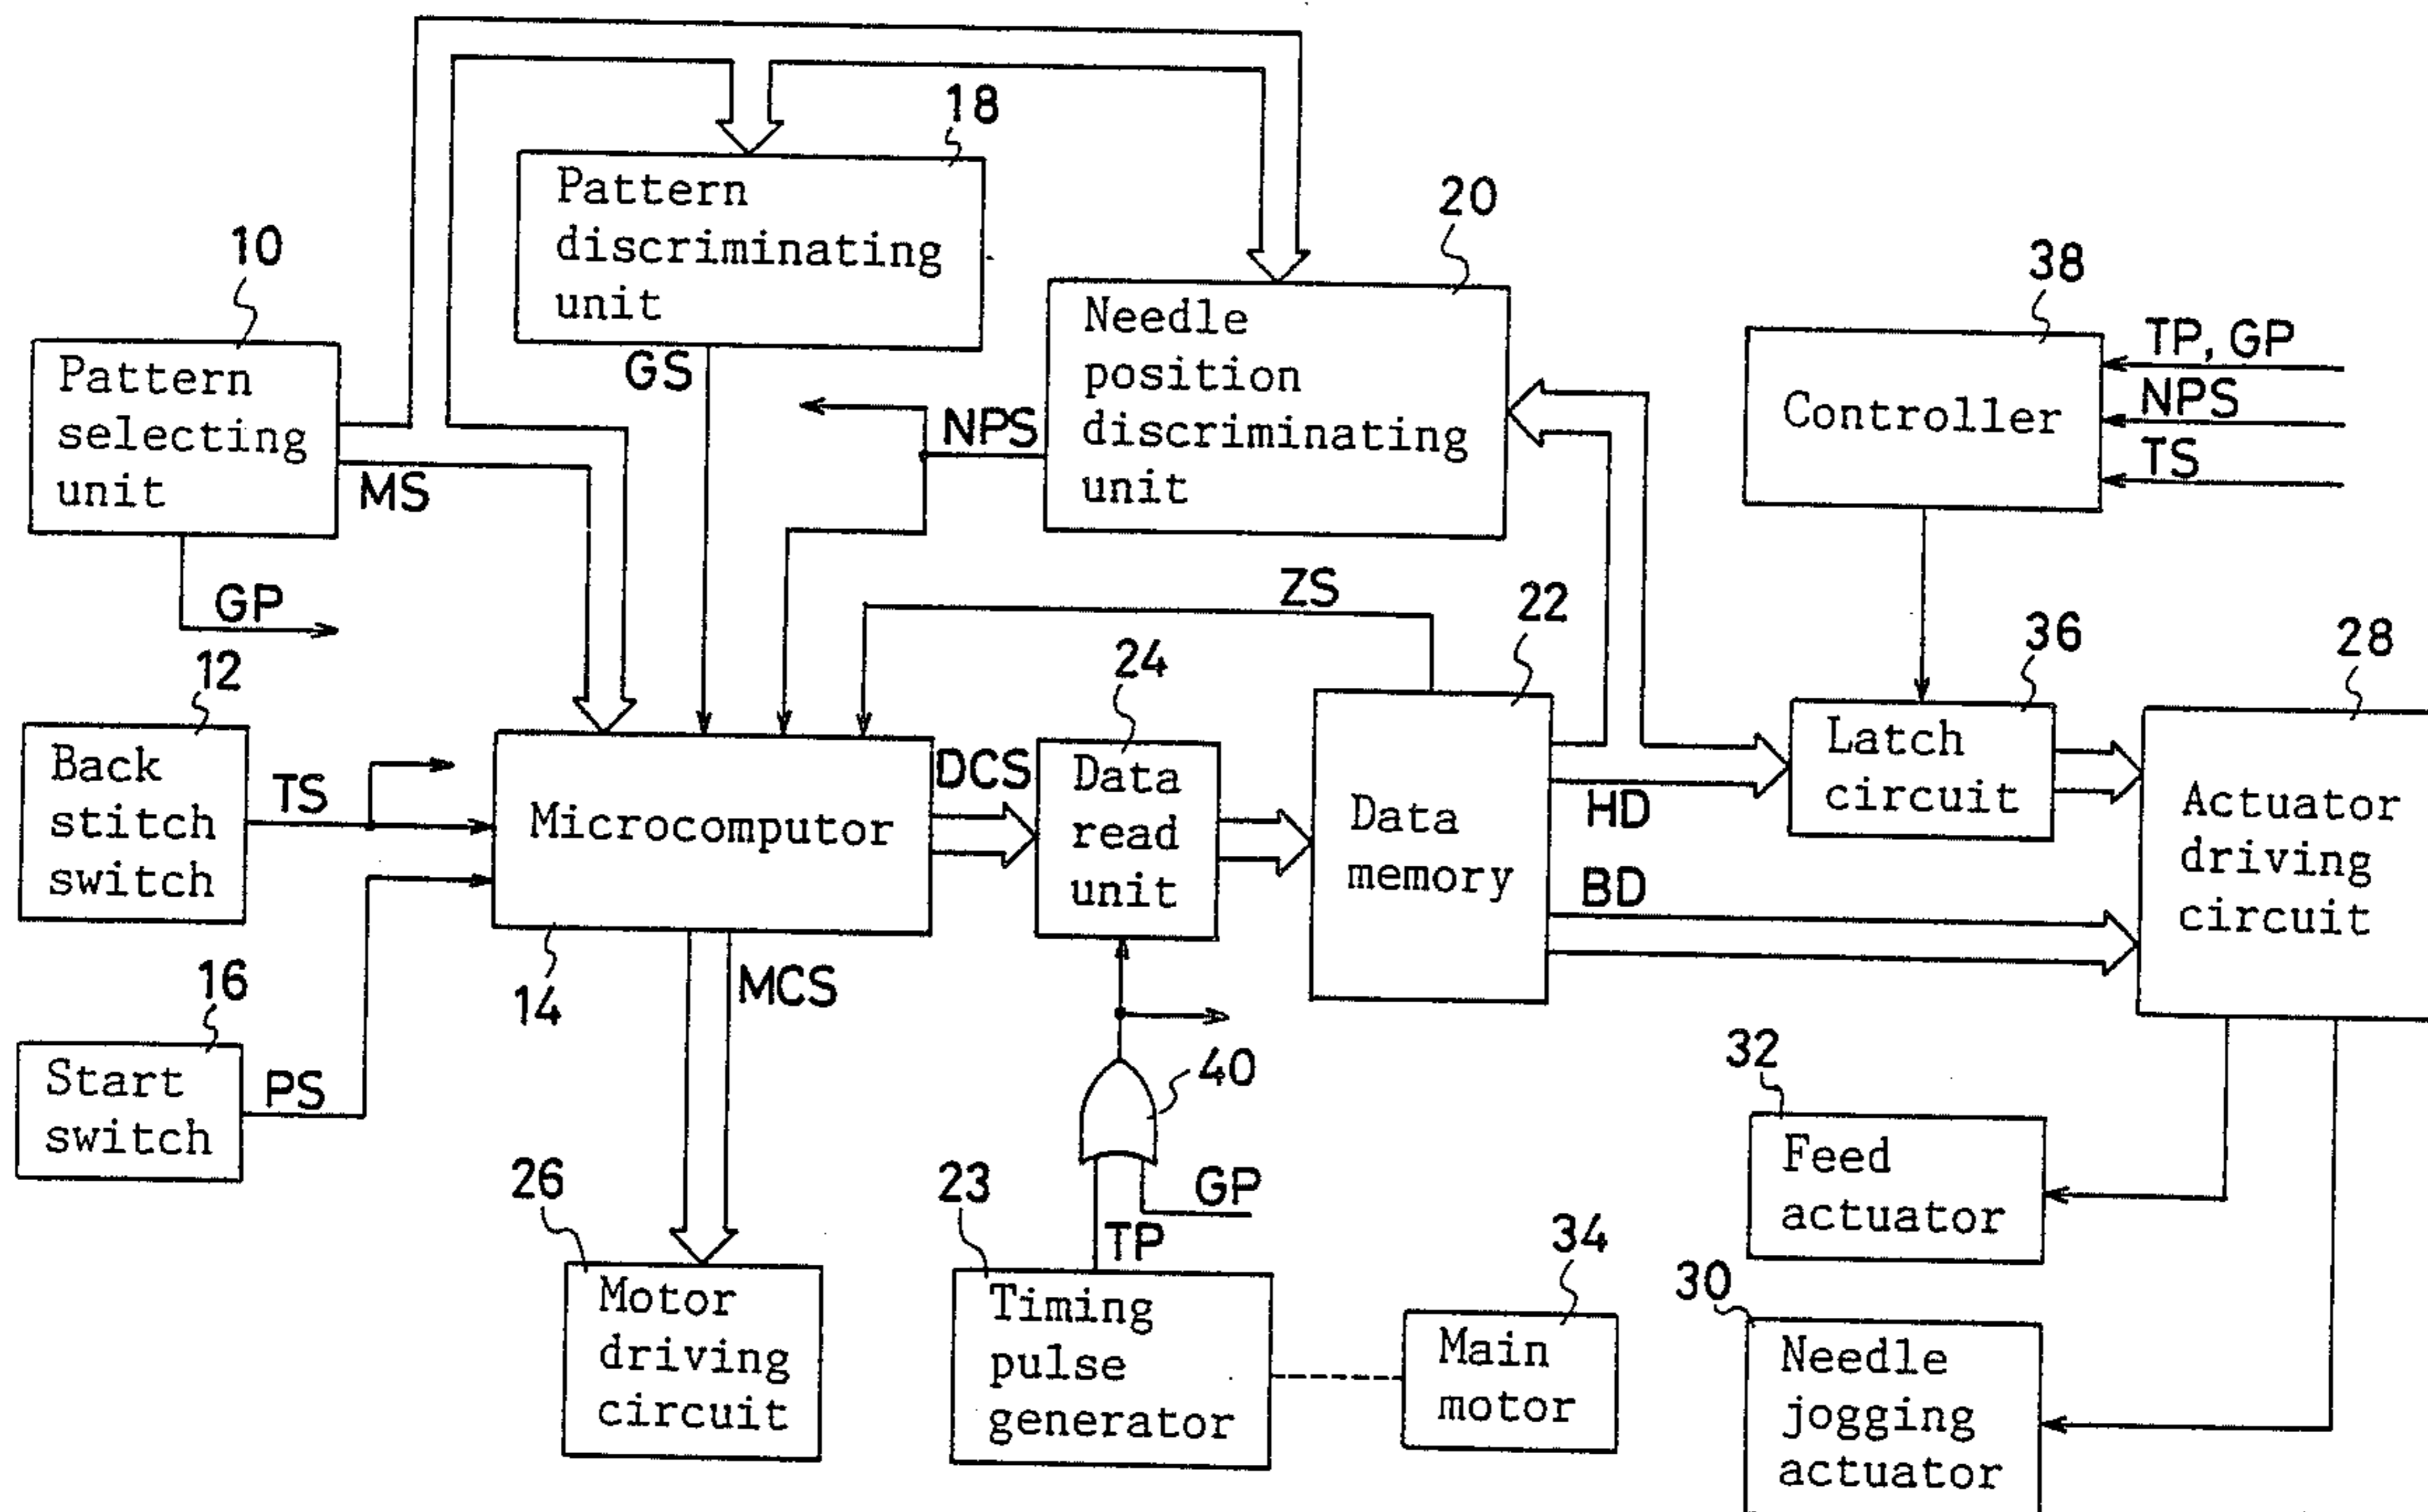 18
Pattern
discriminating
unit
20
Needle
position
discriminating
unit
10
Pattern
selecting
unit
MS
GS
NPS
GP
38
Controller
TP, GP
NPS
TS
ZS
12
Back
stitch
switch
TS
Microcomputor
14
DCS
24
Data
read
unit
22
Data
memory
HD
BD
36
Latch
circuit
28
Actuator
driving
circuit
16
Start
switch
PS
MCS
26
Motor
driving
circuit
40
GP
TP
23
Timing
pulse
generator
34
Main
motor
32
Feed
actuator
30
Needle
jogging
actuator